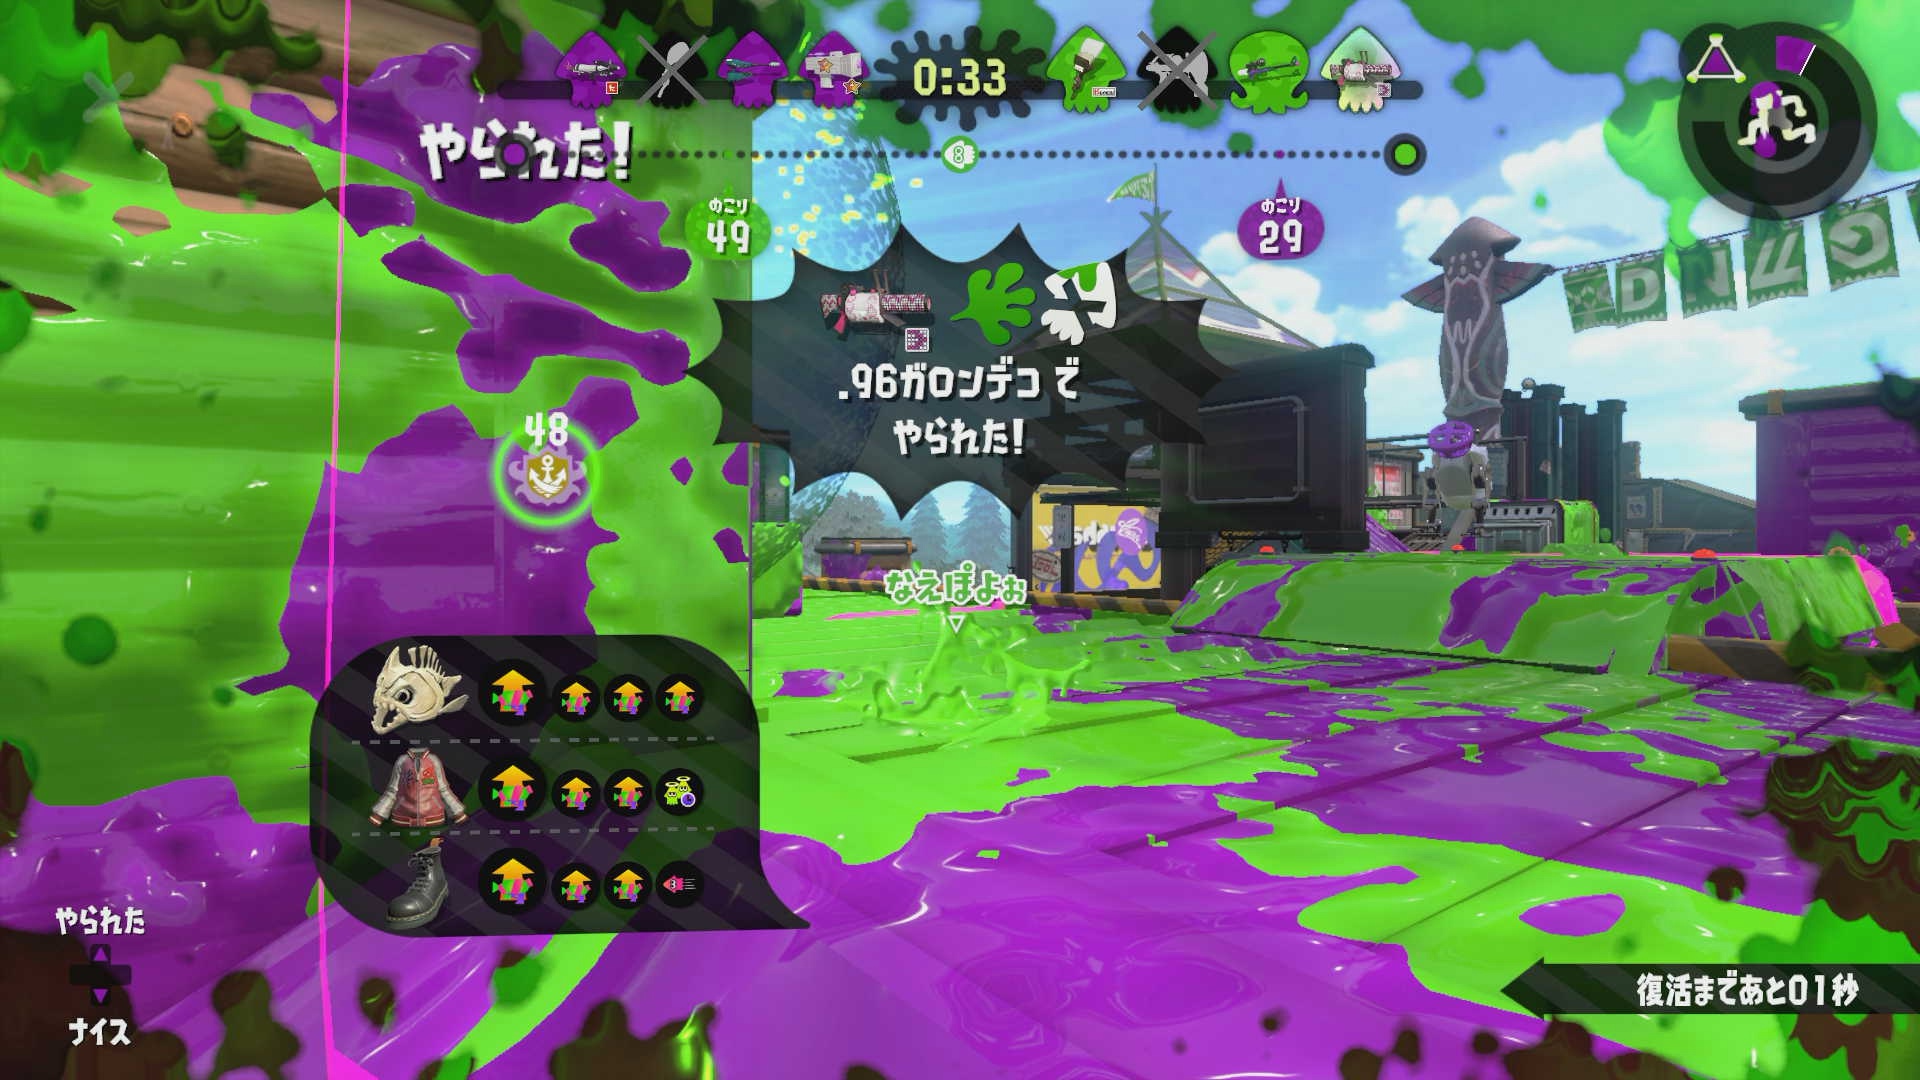 0:33
やられた!
のこり
49
のこり
29
.96ガロンデコ で
やられた!
48
なえぽよぉ
やられた
ナイス
復活まであと01秒